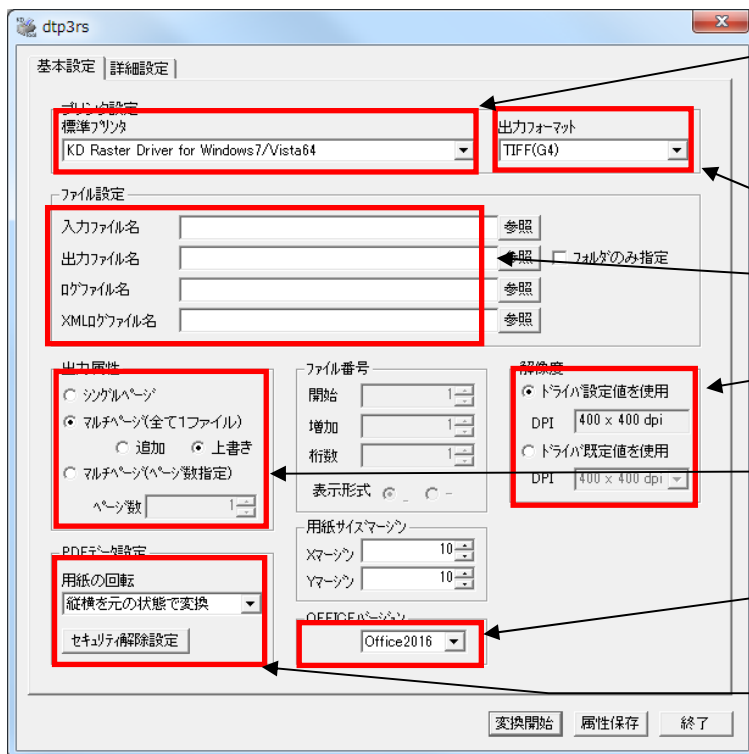 dtp3rs
基本設定 詳細設定
プリンタ設定
標準プリンタ 出力フォーマット
KD Raster Driver for Windows7/Vista64 TIFF(G4)
ファイル設定
入力ファイル名 参照
出力ファイル名 参照 フォルダのみ指定
ログファイル名 参照
XMLログファイル名 参照
出力属性
シングルページ
マルチページ(全て1ファイル)
追加 上書き
マルチページ(ページ数指定)
ページ数 1
ファイル番号
開始 1
増加 1
桁数 1
表示形式 _ -
解像度
ドライバ設定値を使用
DPI 400 x 400 dpi
ドライバ既定値を使用
DPI 400 x 400 dpi
用紙サイズマージン
Xマージン 10
Yマージン 10
PDFデータ設定
用紙の回転
縦横を元の状態で変換
セキュリティ解除設定
OFFICEバージョン
Office2016
変換開始 属性保存 終了